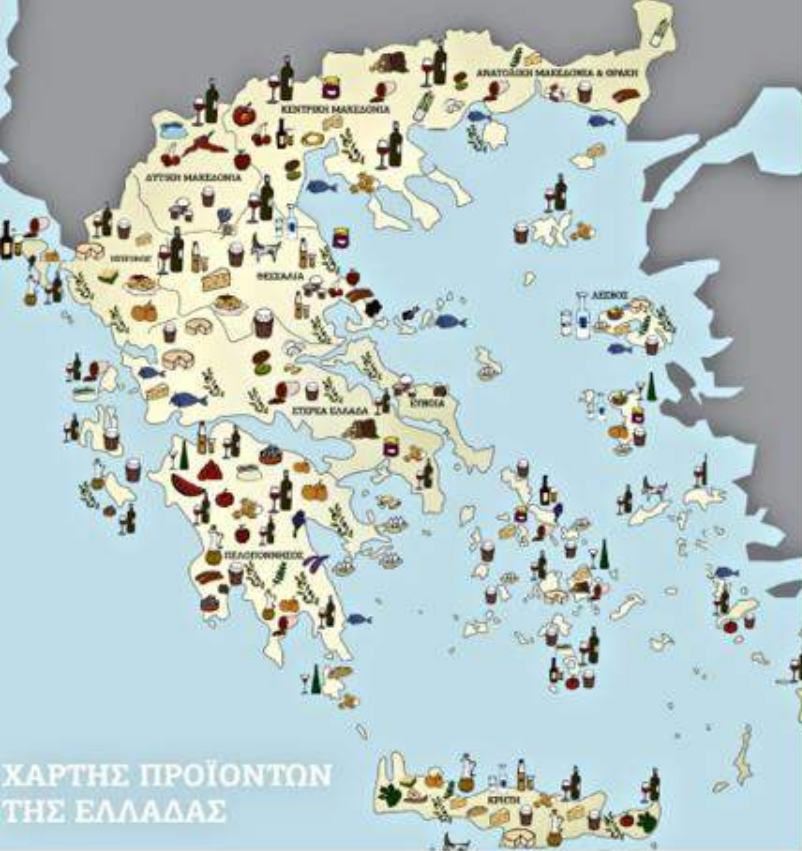 ΑΝΑΤΟΛΙΚΗ ΜΑΚΕΔΟΝΙΑ & ΘΡΑΚΗ
ΚΕΝΤΡΙΚΗ ΜΑΚΕΔΟΝΙΑ
ΔΥΤΙΚΗ ΜΑΚΕΔΟΝΙΑ
ΗΠΕΙΡΟΣ
ΘΕΣΣΑΛΙΑ
ΛΕΣΒΟΣ
ΣΤΕΡΕΑ ΕΛΛΑΔΑ
ΕΥΒΟΙΑ
ΠΕΛΟΠΟΝΝΗΣΟΣ
ΚΡΗΤΗ
ΧΑΡΤΗΣ ΠΡΟΪΟΝΤΩΝ
ΤΗΣ ΕΛΛΑΔΑΣ